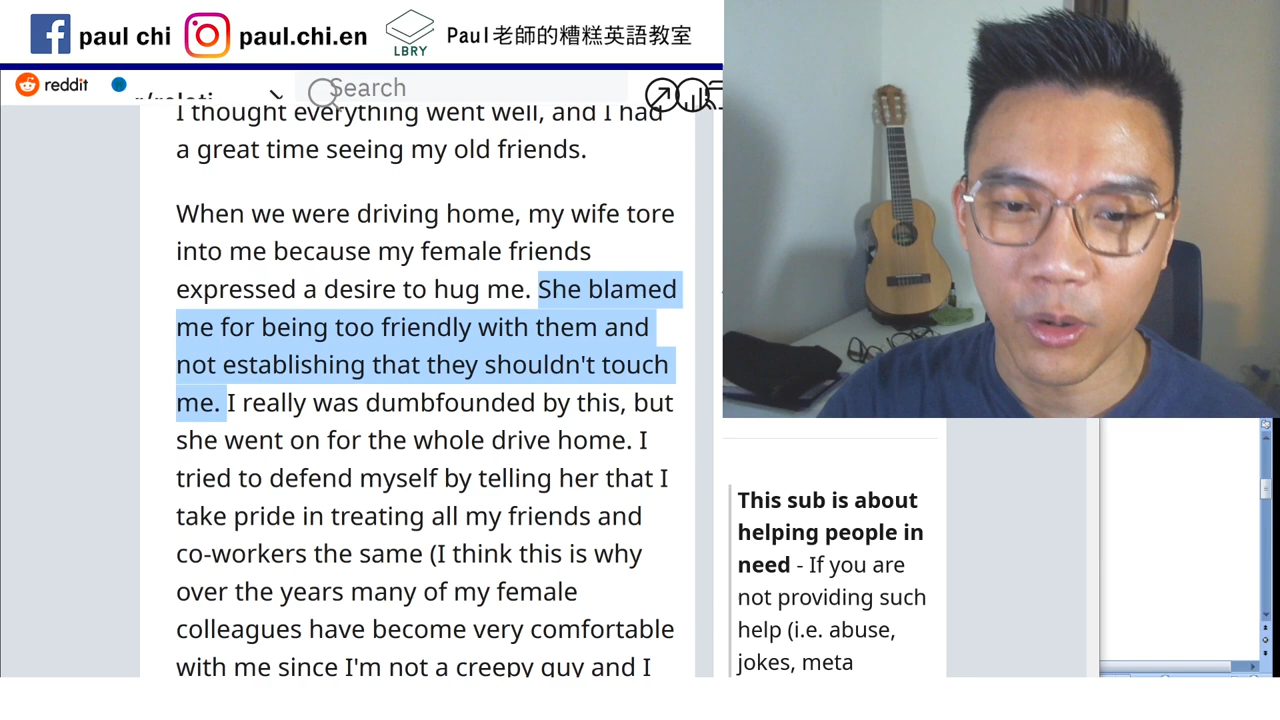 paul chi
paul.chi.en
LBRY
Paul老師的糟糕英語教室
reddit
Search
I thought everything went well, and I had
a great time seeing my old friends.
When we were driving home, my wife tore
into me because my female friends
expressed a desire to hug me. She blamed
me for being too friendly with them and
not establishing that they shouldn't touch
me. I really was dumbfounded by this, but
she went on for the whole drive home. I
tried to defend myself by telling her that I
take pride in treating all my friends and
co-workers the same (I think this is why
over the years many of my female
colleagues have become very comfortable
with me since I'm not a creepy guy and I
This sub is about
helping people in
need - If you are
not providing such
help (i.e. abuse,
jokes, meta